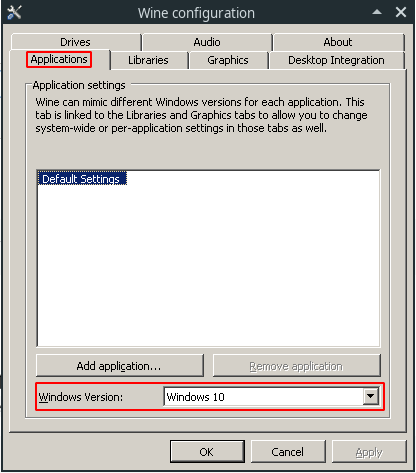 Wine configuration
Drives Audio About
Applications Libraries Graphics Desktop Integration
Application settings
Wine can mimic different Windows versions for each application. This
tab is linked to the Libraries and Graphics tabs to allow you to change
system-wide or per-application settings in those tabs as well.
Default Settings
Add application... Remove application
Windows Version: Windows 10
OK Cancel Apply